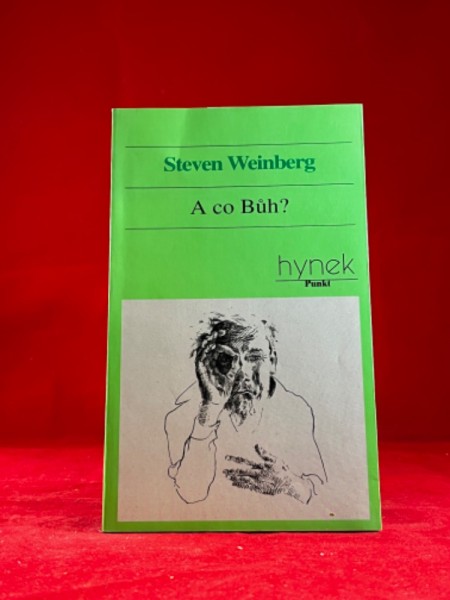 Steven Weinberg
A co Bůh?
hynek
Punkt